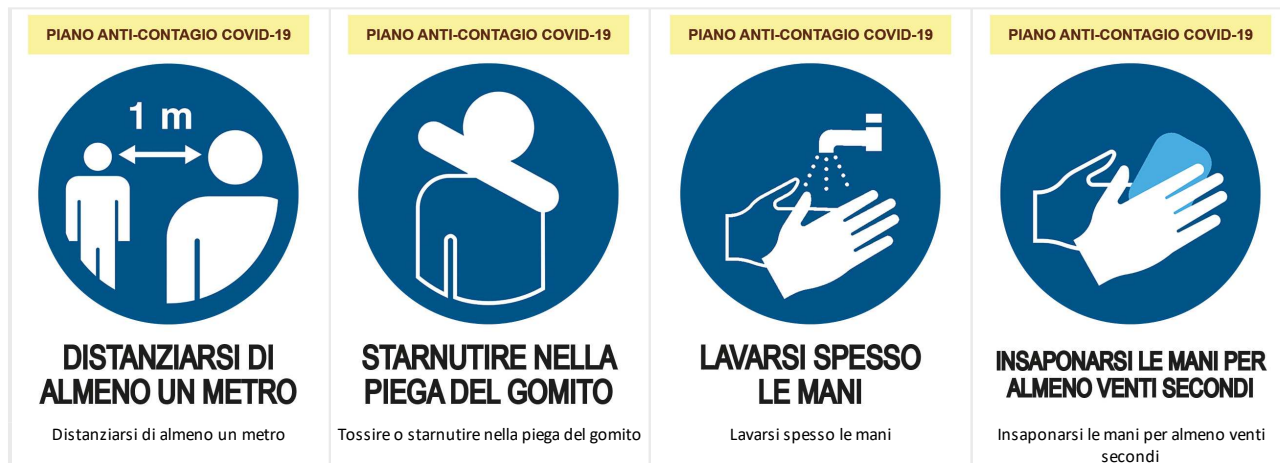 PIANO ANTI-CONTAGIO COVID-19
1 m
DISTANZIARSI DI
ALMENO UN METRO
Distanziarsi di almeno un metro
PIANO ANTI-CONTAGIO COVID-19
STARNUTIRE NELLA
PIEGA DEL GOMITO
Tossire o starnutire nella piega del gomito
PIANO ANTI-CONTAGIO COVID-19
LAVARSI SPESSO
LE MANI
Lavarsi spesso le mani
PIANO ANTI-CONTAGIO COVID-19
INSAPONARSI LE MANI PER
ALMENO VENTI SECONDI
Insaponarsi le mani per almeno venti
secondi